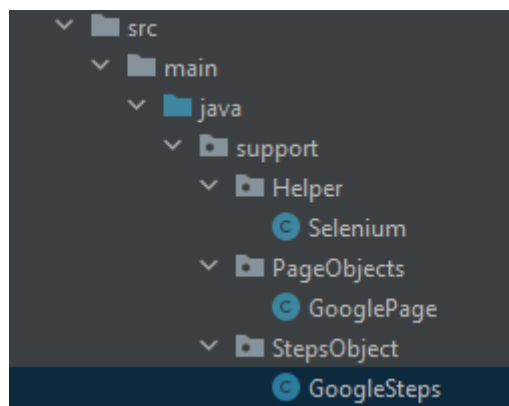 src
main
java
support
Helper
C Selenium
PageObjects
C GooglePage
StepsObject
C GoogleSteps